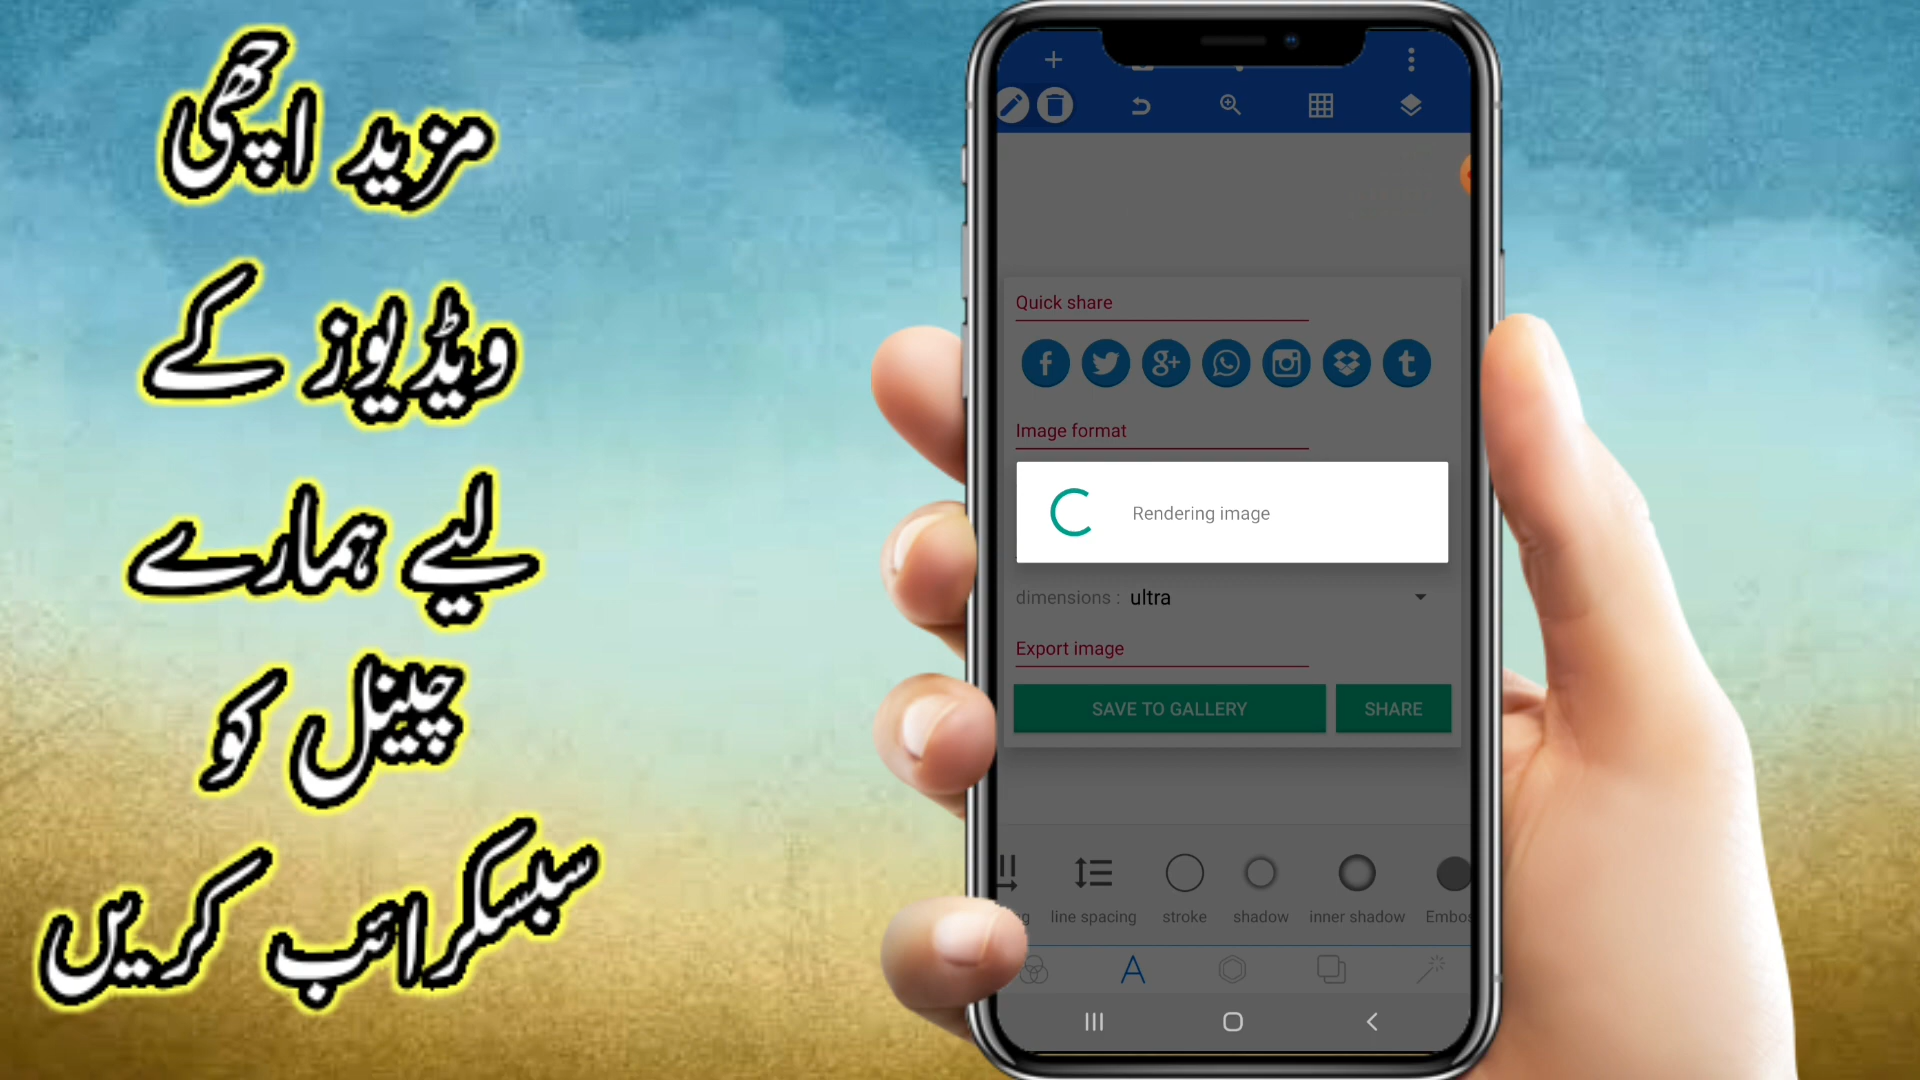 مزید اچھی
ویڈیوز کے
لیے ہمارے
چینل کو
سبسکرائب کریں
Quick share
Image format
Rendering image
dimensions : ultra
Export image
SAVE TO GALLERY SHARE
line spacing stroke shadow inner shadow